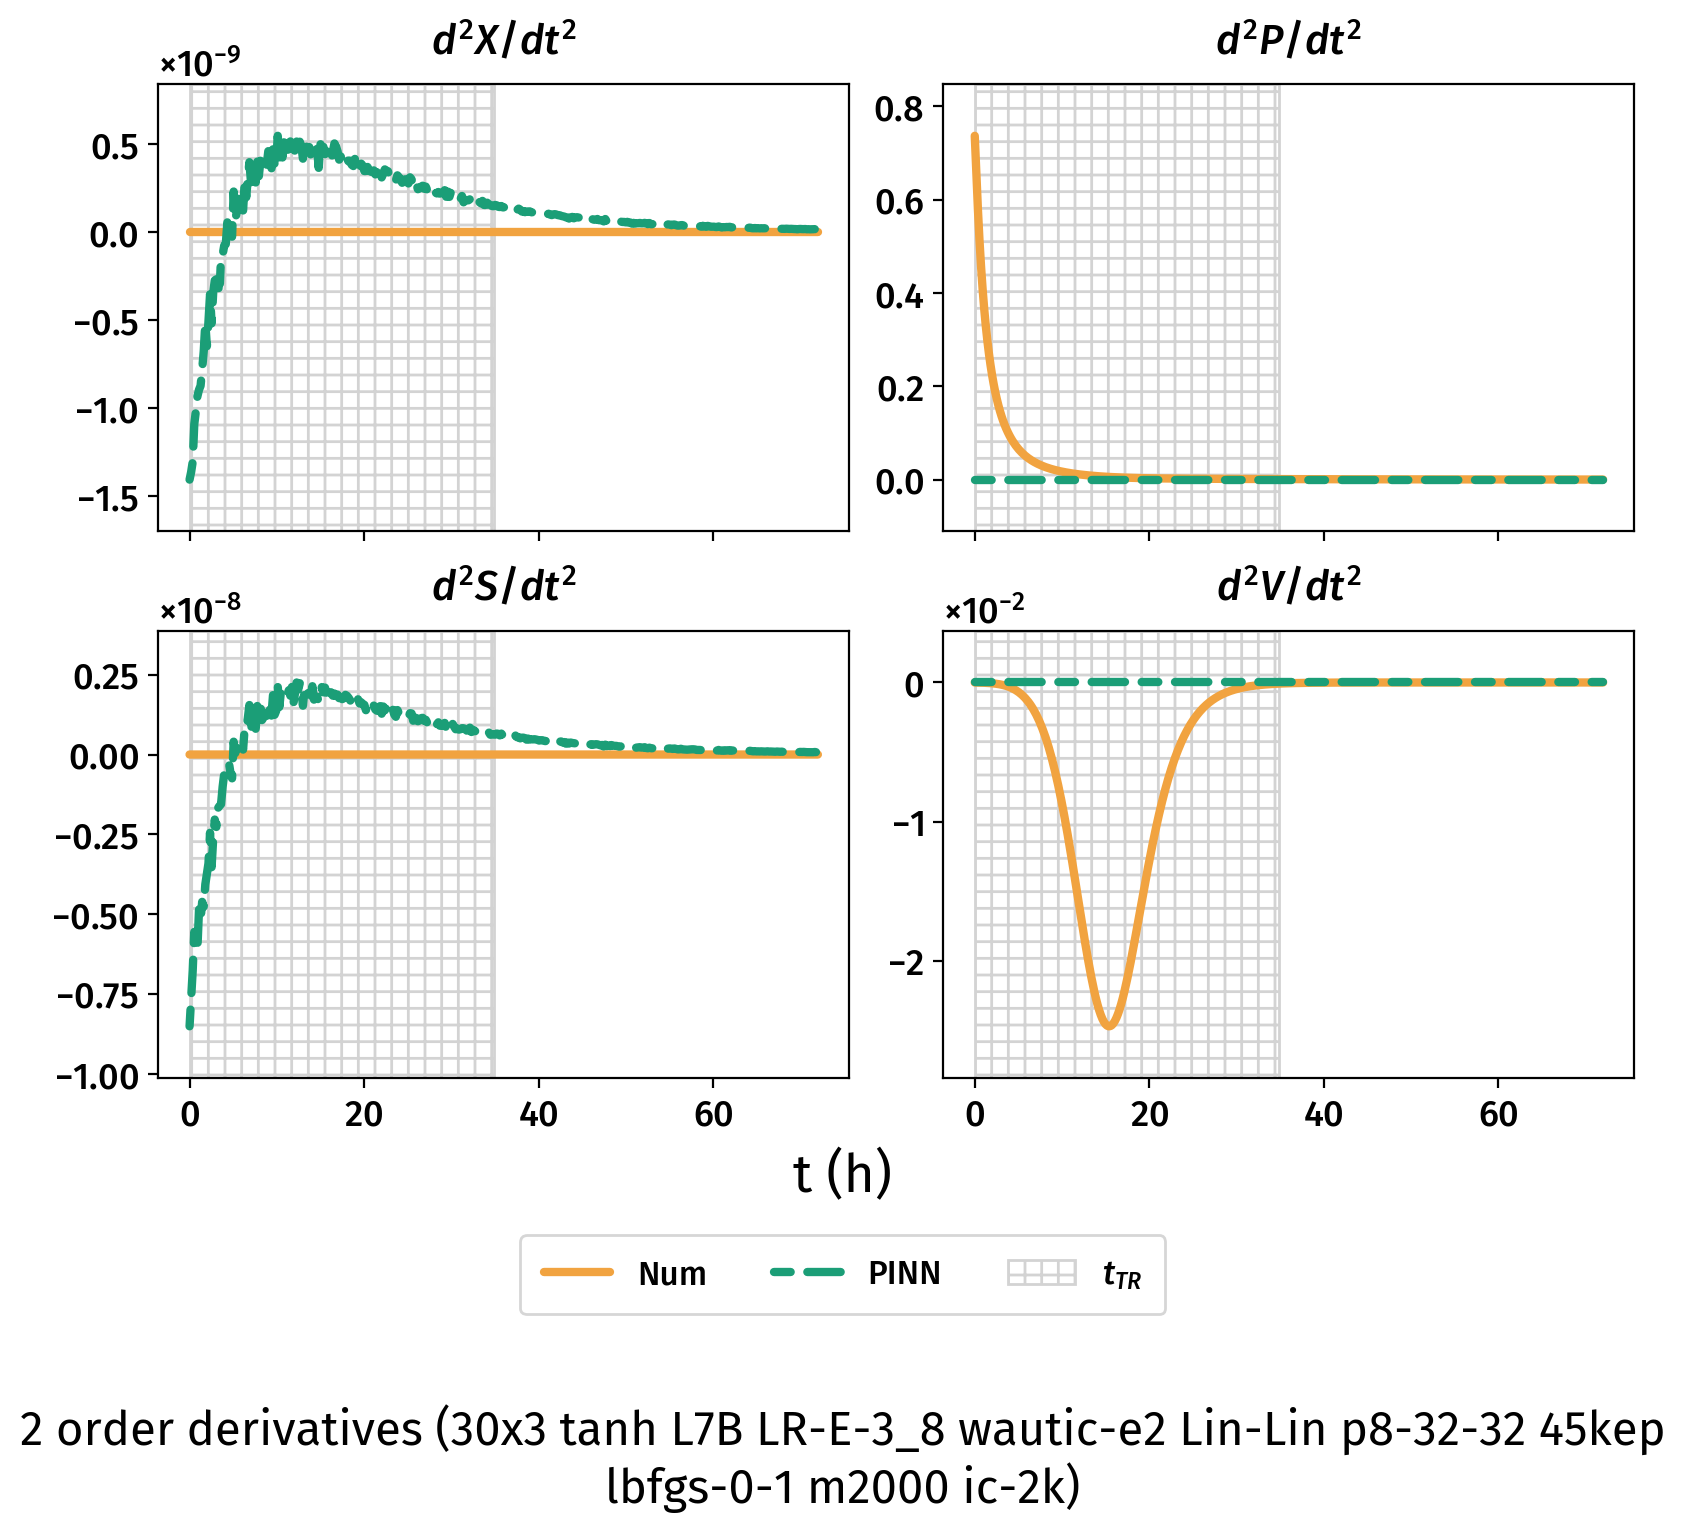 d²X/dt²
×10⁻⁹
0.5
0.0
−0.5
−1.0
−1.5
d²P/dt²
0.8
0.6
0.4
0.2
0.0
d²S/dt²
×10⁻⁸
0.25
0.00
−0.25
−0.50
−0.75
−1.00
0 20 40 60
d²V/dt²
×10⁻²
0
−1
−2
0 20 40 60
t (h)
Num PINN t_TR
2 order derivatives (30x3 tanh L7B LR-E-3_8 wautic-e2 Lin-Lin p8-32-32 45kep
lbfgs-0-1 m2000 ic-2k)